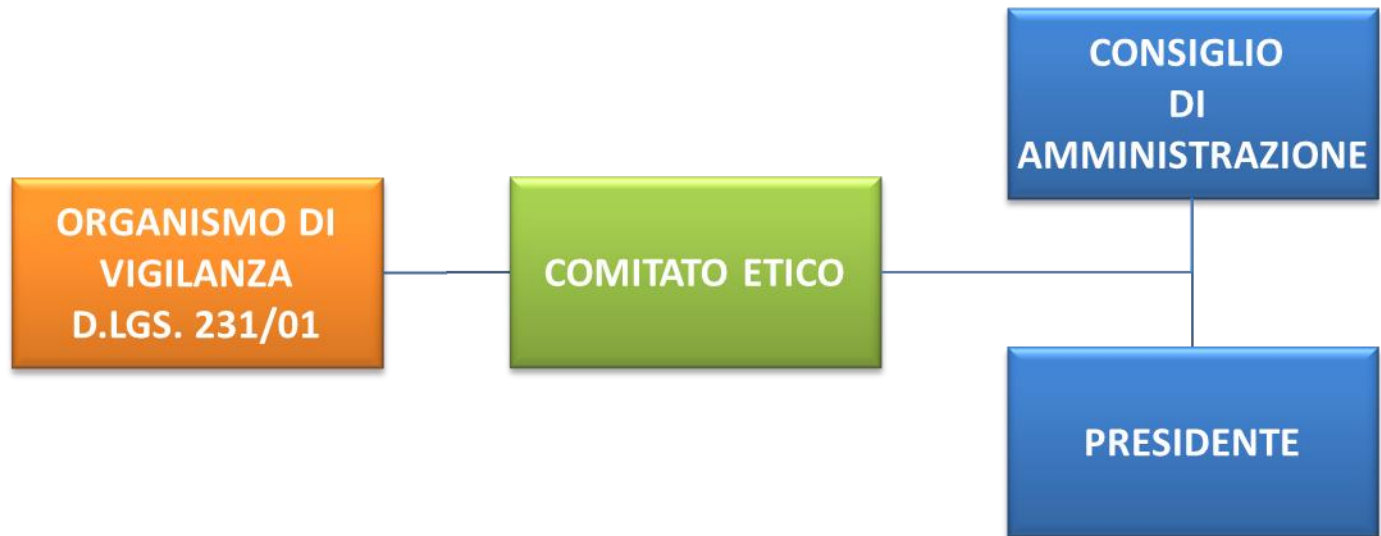 CONSIGLIO
DI
AMMINISTRAZIONE
ORGANISMO DI
VIGILANZA
D.LGS. 231/01
COMITATO ETICO
PRESIDENTE